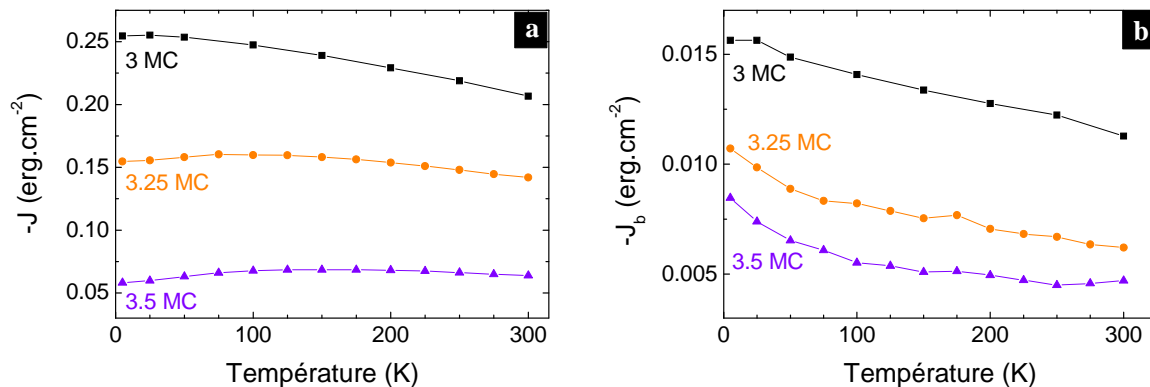 a
0.25
0.20
0.15
0.10
0.05
-J (erg.cm-2)
3 MC
3.25 MC
3.5 MC
0
100
200
300
Température (K)
b
0.015
0.010
0.005
-Jb (erg.cm-2)
3 MC
3.25 MC
3.5 MC
0
100
200
300
Température (K)